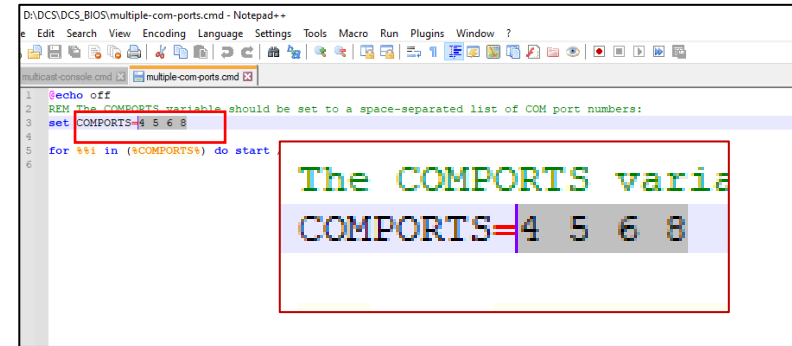 D:\DCS\DCS_BIOS\multiple-com-ports.cmd - Notepad++
e Edit Search View Encoding Language Settings Tools Macro Run Plugins Window ?
multicast-console.cmd multiple-com-ports.cmd
1 @echo off
2 REM The COMPORTS variable should be set to a space-separated list of COM port numbers:
3 set COMPORTS=4 5 6 8
4
5 for %%i in (%COMPORTS%) do start /
6
The COMPORTS varia
COMPORTS=4 5 6 8